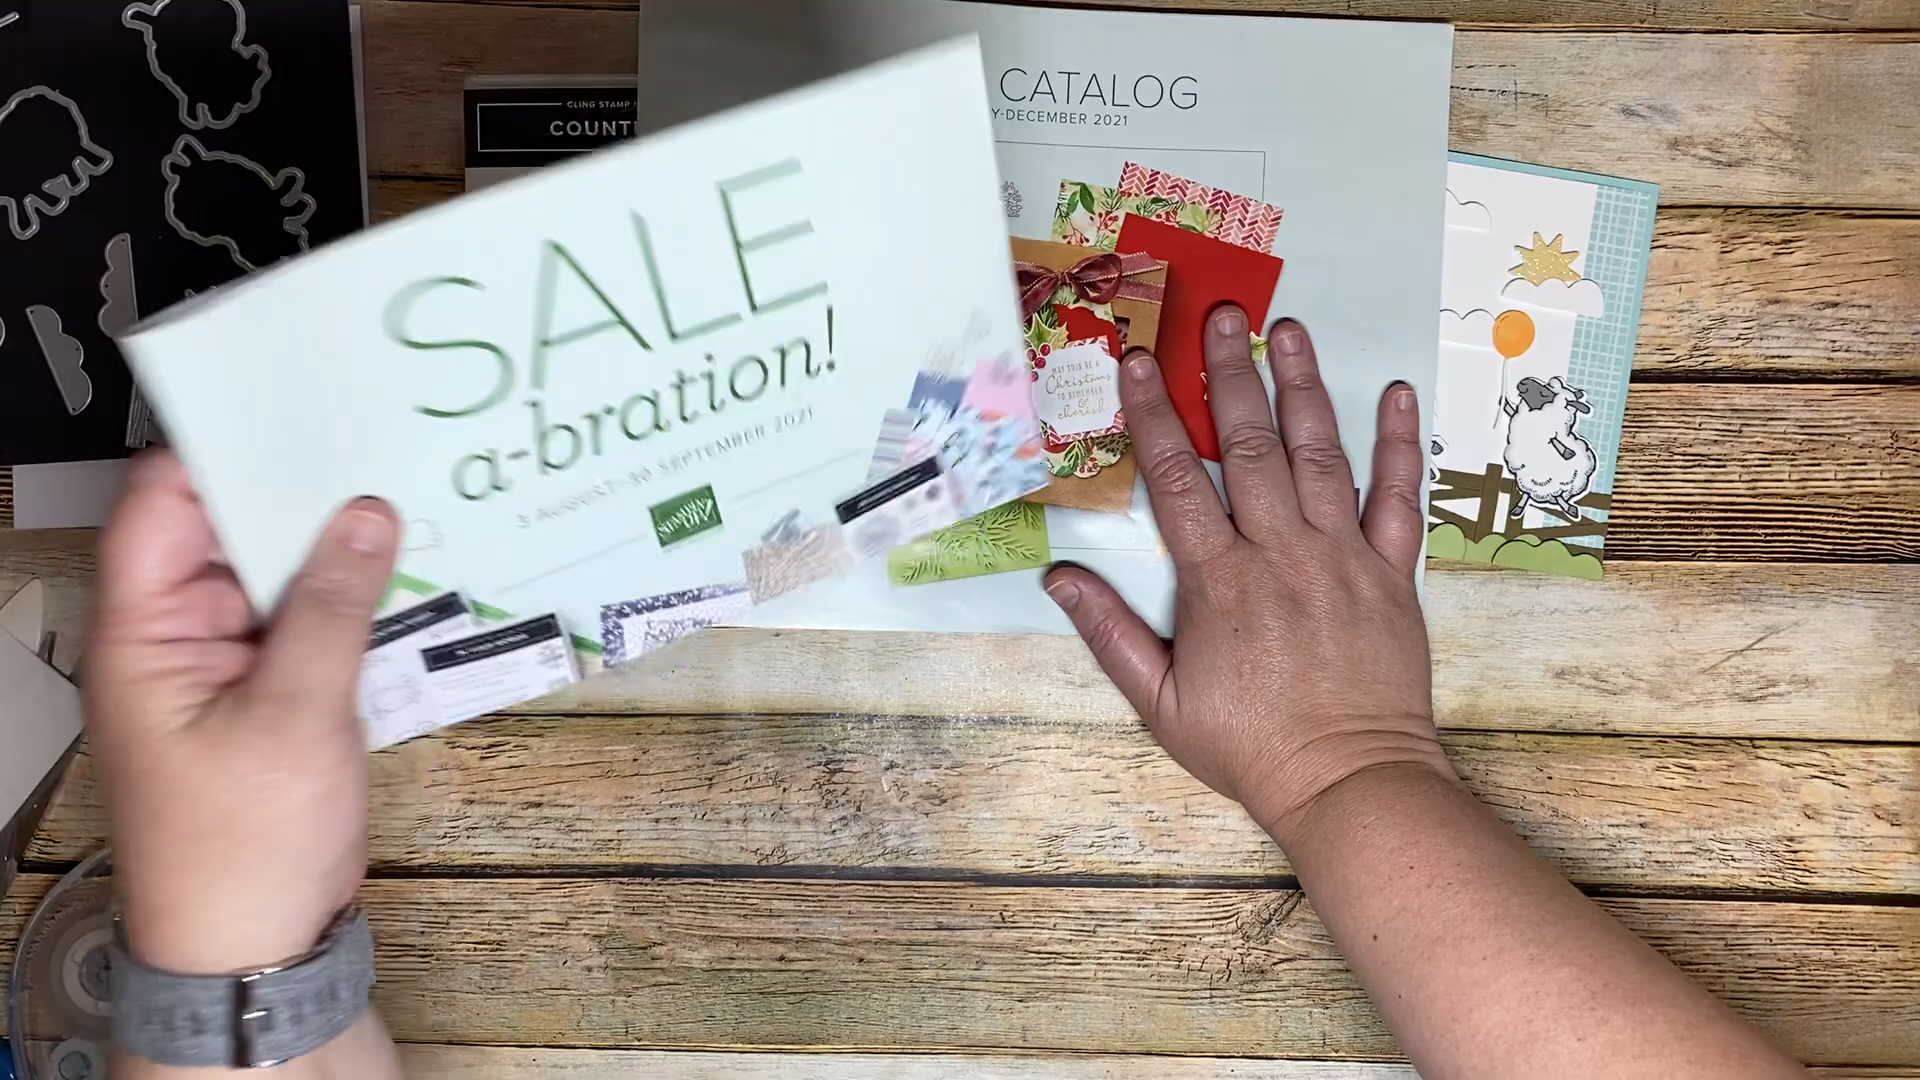 CLING STAMP
COUNT
CATALOG
Y-DECEMBER 2021
SALE
a-bration!
3 AUGUST–30 SEPTEMBER 2021
MAY THIS BE A
Christmas
TO REMEMBER
&
cherish